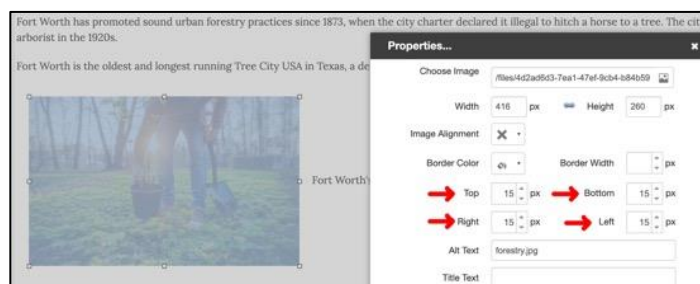 Fort Worth has promoted sound urban forestry practices since 1873, when the city charter declared it illegal to hitch a horse to a tree. The cit
arborist in the 1920s.
Fort Worth is the oldest and longest running Tree City USA in Texas, a de
Fort Worth's
Properties...
Choose Image /files/4d2ad6d3-7ea1-47ef-9cb4-b84b59
Width 416 px Height 260 px
Image Alignment
Border Color Border Width px
Top 15 px Bottom 15 px
Right 15 px Left 15 px
Alt Text forestry.jpg
Title Text